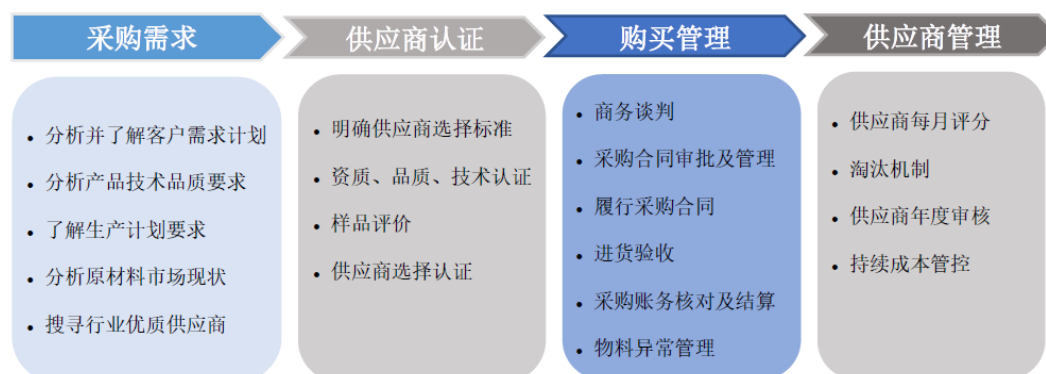 采购需求
供应商认证
购买管理
供应商管理
• 分析并了解客户需求计划
• 分析产品技术品质要求
• 了解生产计划要求
• 分析原材料市场现状
• 搜寻行业优质供应商
• 明确供应商选择标准
• 资质、品质、技术认证
• 样品评价
• 供应商选择认证
• 商务谈判
• 采购合同审批及管理
• 履行采购合同
• 进货验收
• 采购账务核对及结算
• 物料异常管理
• 供应商每月评分
• 淘汰机制
• 供应商年度审核
• 持续成本管控